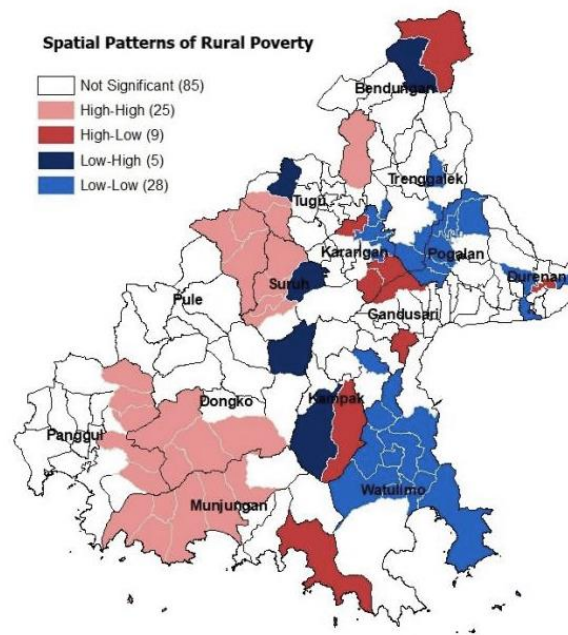 Spatial Patterns of Rural Poverty
Not Significant (85)
High-High (25)
High-Low (9)
Low-High (5)
Low-Low (28)
Bendungan
Trenggalek
Tugu
Karangan
Pogalan
Durenang
Suruh
Pule
Gandusari
Dongko
Kampak
Panggul
Watulimo
Munjungan